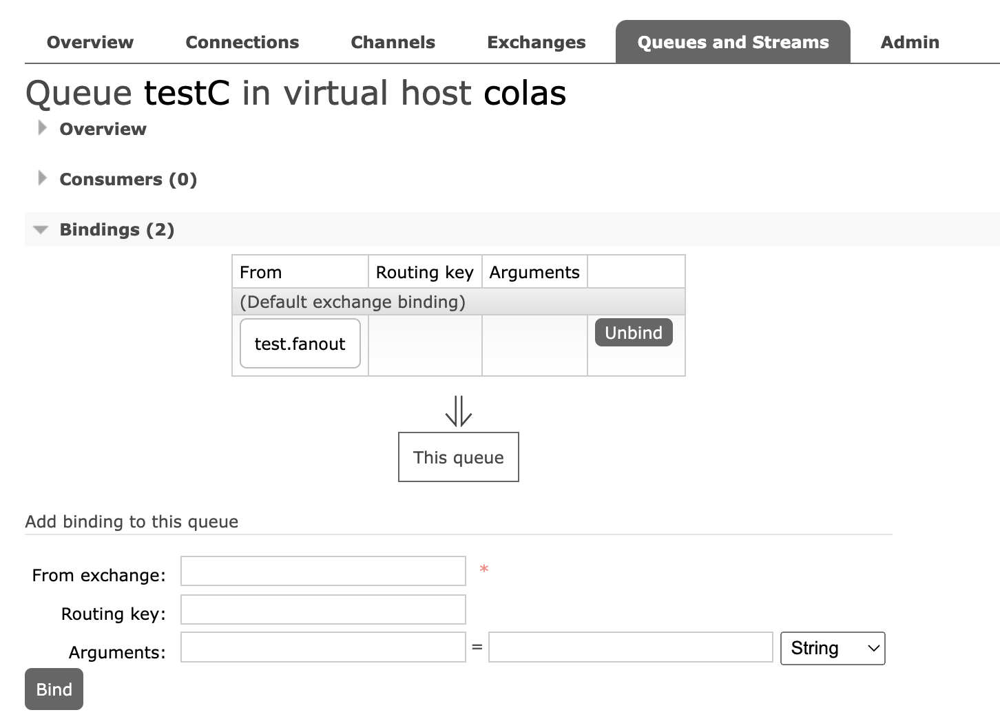 Overview Connections Channels Exchanges Queues and Streams Admin
Queue testC in virtual host colas
Overview
Consumers (0)
Bindings (2)
From Routing key Arguments
(Default exchange binding)
test.fanout Unbind
⇓
This queue
Add binding to this queue
From exchange: *
Routing key:
Arguments: = String
Bind